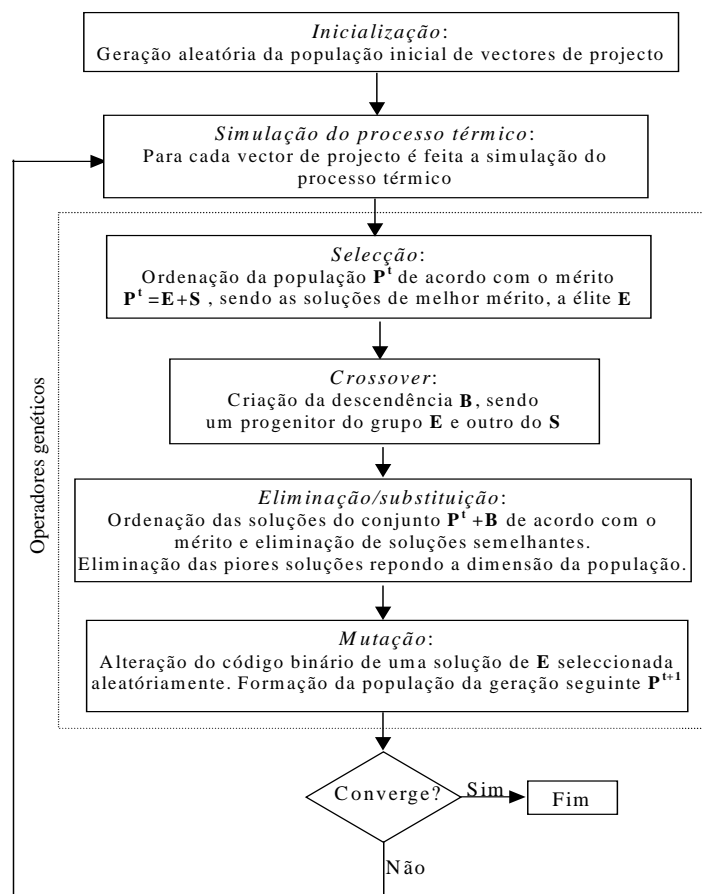 Inicialização:
Geração aleatória da população inicial de vectores de projecto
Simulação do processo térmico:
Para cada vector de projecto é feita a simulação do
processo térmico
Operadores genéticos
Selecção:
Ordenação da população P^t de acordo com o mérito
P^t =E+S , sendo as soluções de melhor mérito, a élite E
Crossover:
Criação da descendência B, sendo
um progenitor do grupo E e outro do S
Eliminação/substituição:
Ordenação das soluções do conjunto P^t +B de acordo com o
mérito e eliminação de soluções semelhantes.
Eliminação das piores soluções repondo a dimensão da população.
Mutação:
Alteração do código binário de uma solução de E seleccionada
aleatóriamente. Formação da população da geração seguinte P^t+1
Converge?
Sim
Fim
Não